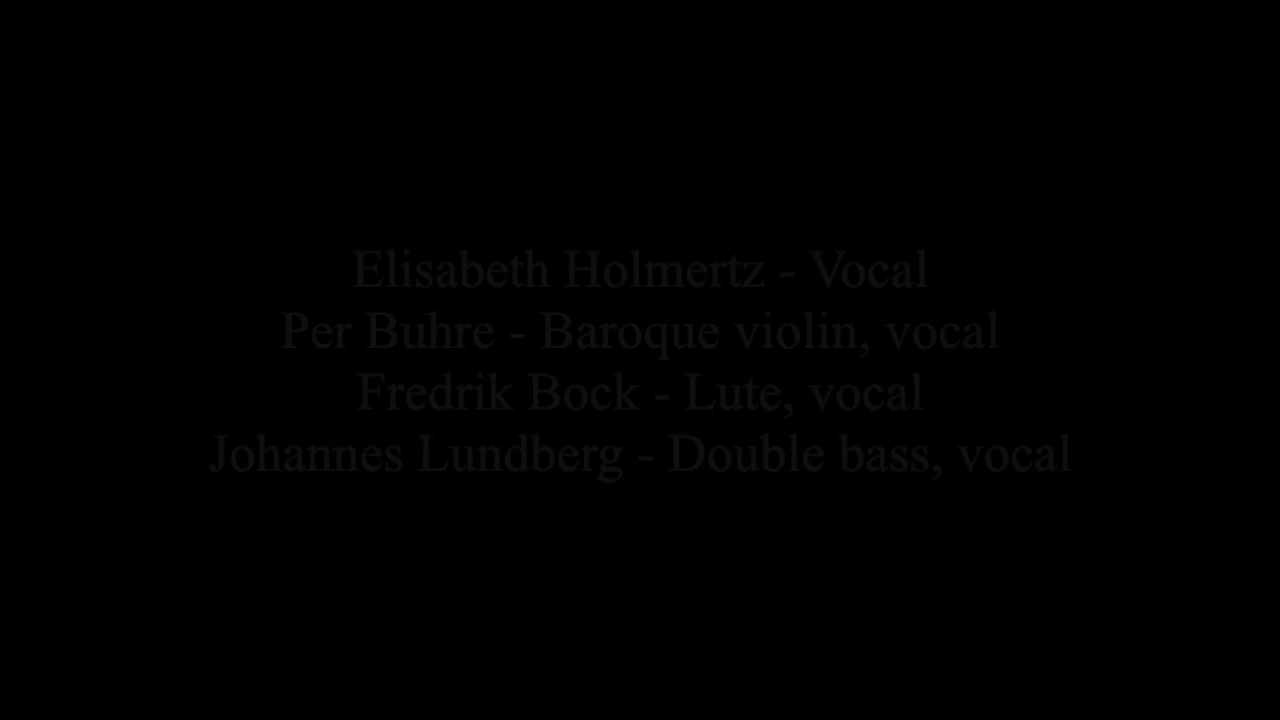 Elisabeth Holmertz - Vocal
Per Buhre - Baroque violin, vocal
Fredrik Bock - Lute, vocal
Johannes Lundberg - Double bass, vocal